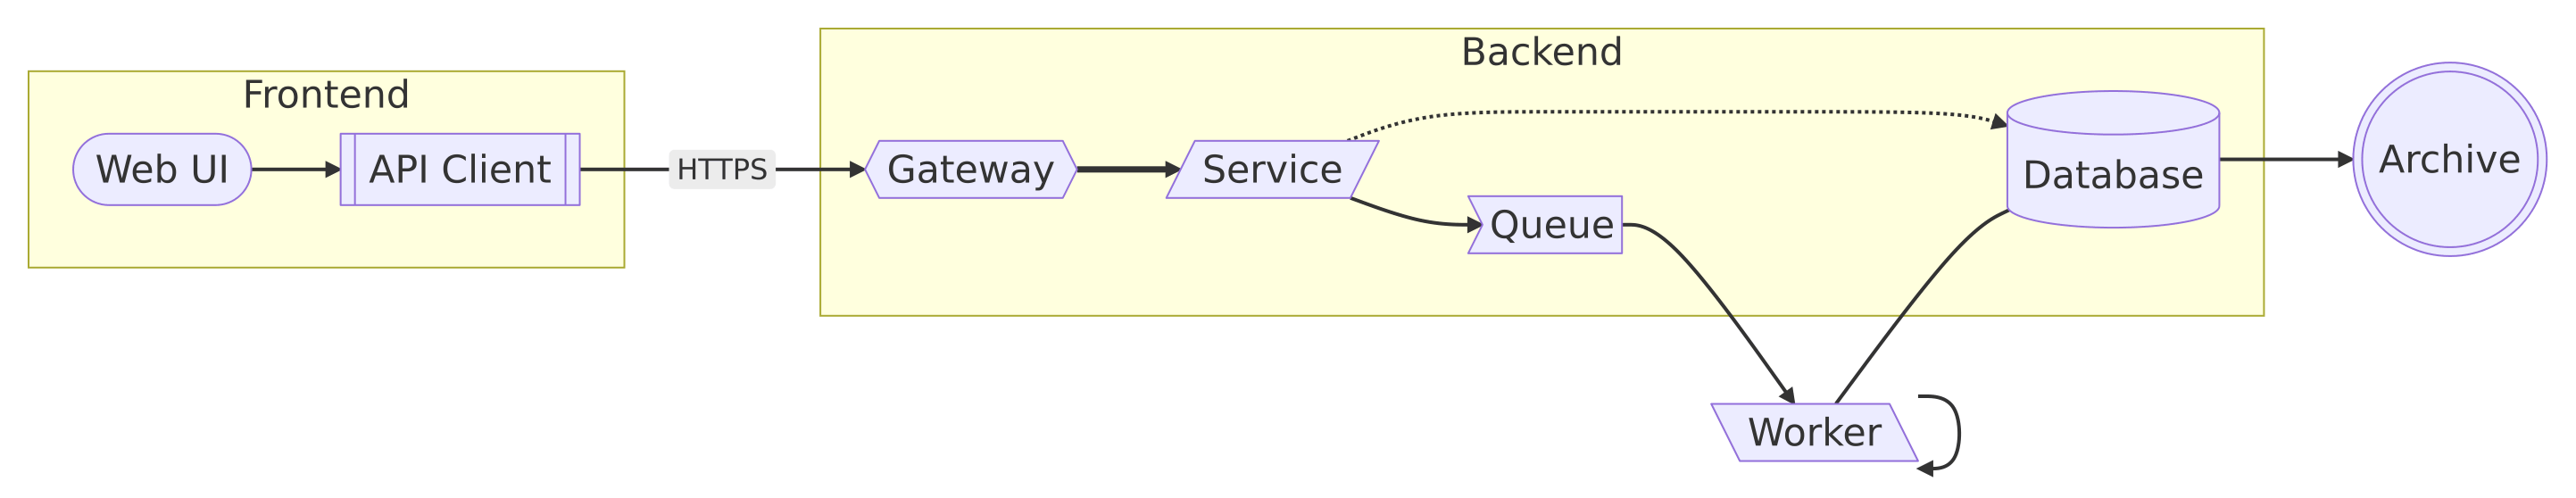 Frontend
Web UI
API Client
HTTPS
Backend
Gateway
Service
Queue
Database
Worker
Archive